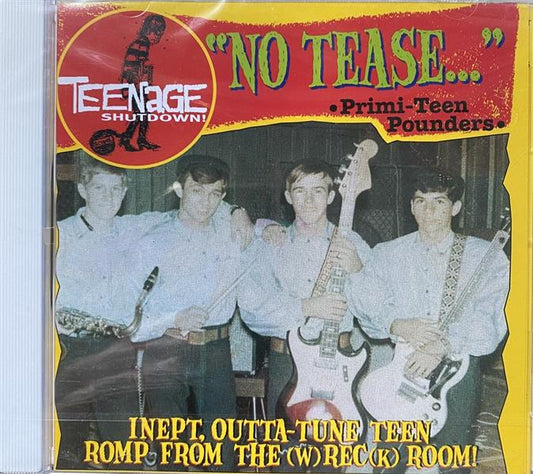 TEENAGE
SHUTDOWN!
"NO TEASE..."
•Primi-Teen
Pounders•
INEPT, OUTTA-TUNE TEEN
ROMP FROM THE (W)REC(K) ROOM!